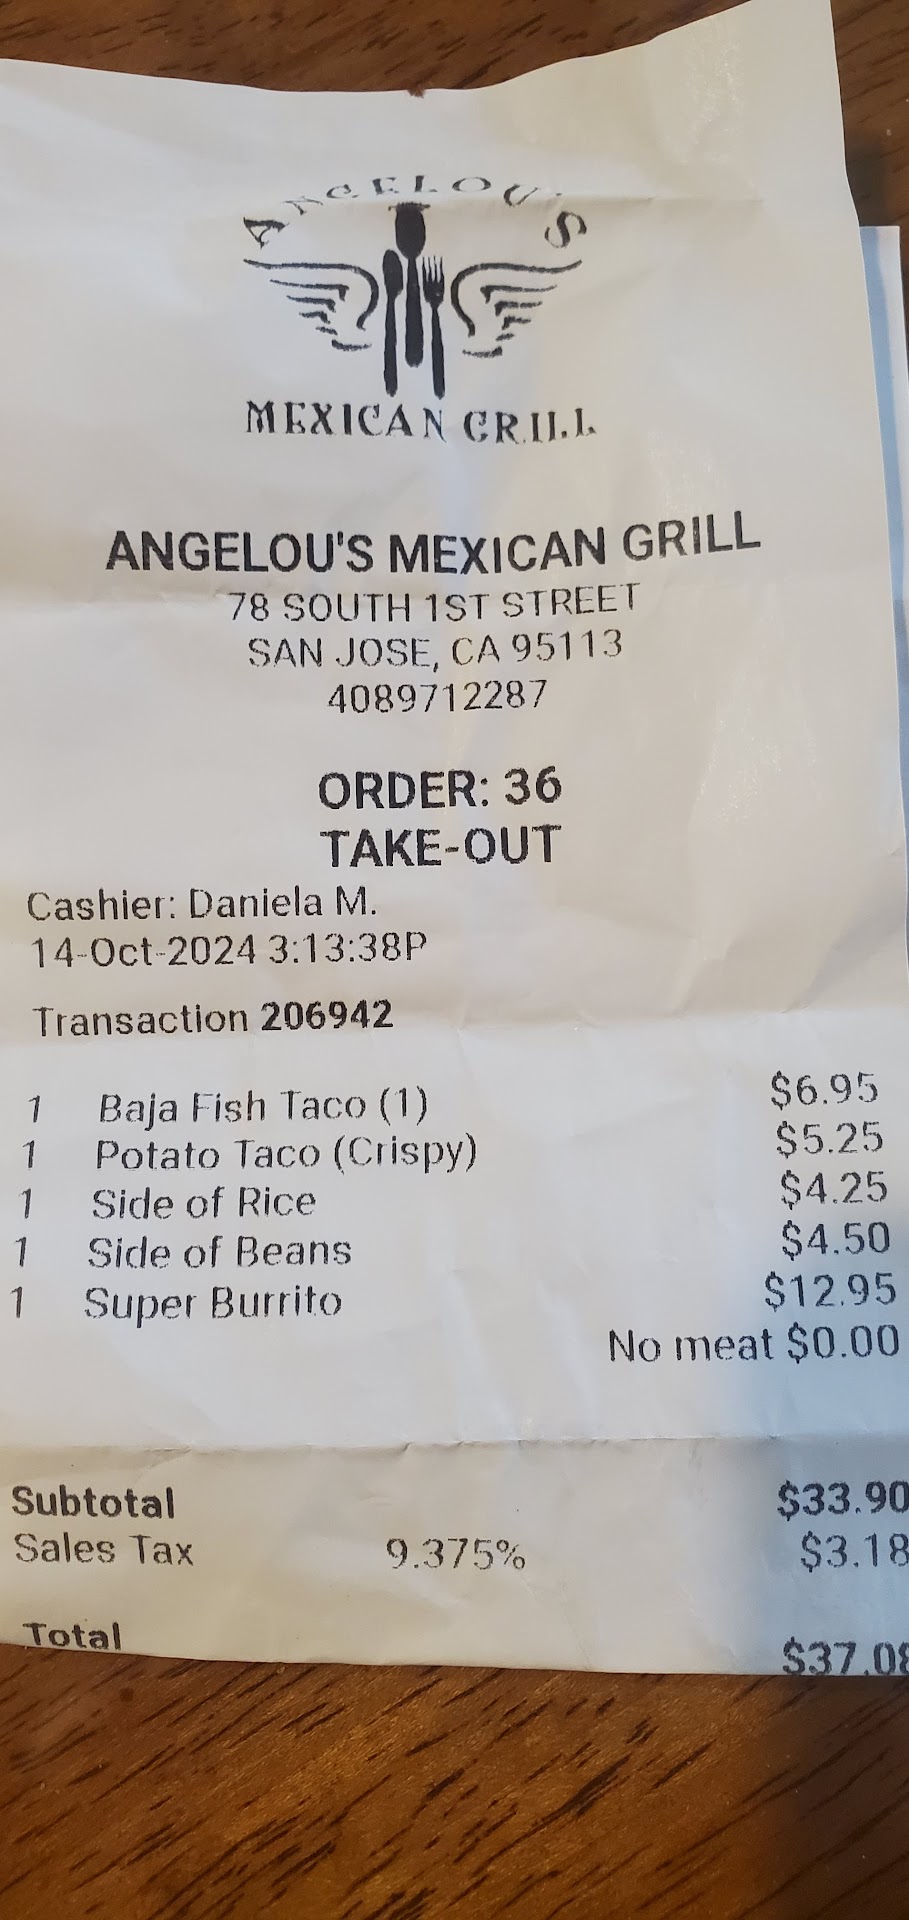 ANGELOU'S
MEXICAN GRILL
ANGELOU'S MEXICAN GRILL
78 SOUTH 1ST STREET
SAN JOSE, CA 95113
4089712287
ORDER: 36
TAKE-OUT
Cashier: Daniela M.
14-Oct-2024 3:13:38P
Transaction 206942
1 Baja Fish Taco (1) $6.95
1 Potato Taco (Crispy) $5.25
1 Side of Rice $4.25
1 Side of Beans $4.50
1 Super Burrito $12.95
No meat $0.00
Subtotal $33.90
Sales Tax 9.375% $3.18
Total $37.08